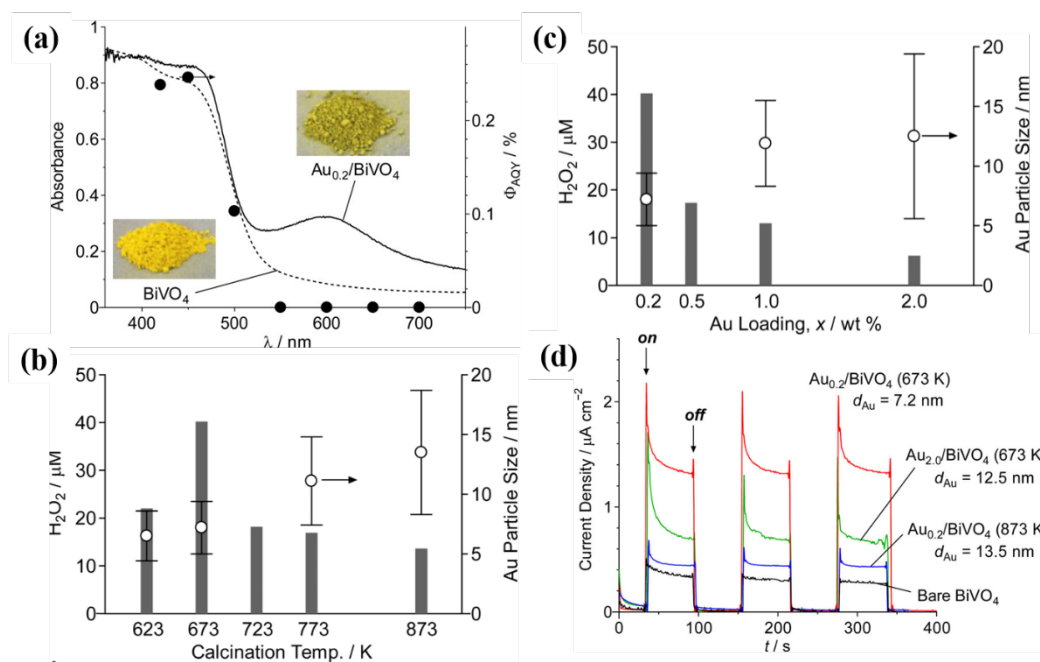 (a)
1
0.8
0.6
0.4
0.2
0
Absorbance
0.2
0.1
0
Φ_AQY / %
Au₀.₂/BiVO₄
BiVO₄
400
500
600
700
λ / nm
(b)
50
40
30
20
10
0
H₂O₂ / μM
20
15
10
5
0
Au Particle Size / nm
623
673
723
773
873
Calcination Temp. / K
(c)
50
40
30
20
10
0
H₂O₂ / μM
20
15
10
5
0
Au Particle Size / nm
0.2
0.5
1.0
2.0
Au Loading, x / wt %
(d)
on
off
2
1
0
Current Density / μA cm⁻²
Au₀.₂/BiVO₄ (673 K)
d_Au = 7.2 nm
Au₂.₀/BiVO₄ (673 K)
d_Au = 12.5 nm
Au₀.₂/BiVO₄ (873 K)
d_Au = 13.5 nm
Bare BiVO₄
0
100
200
300
400
t / s